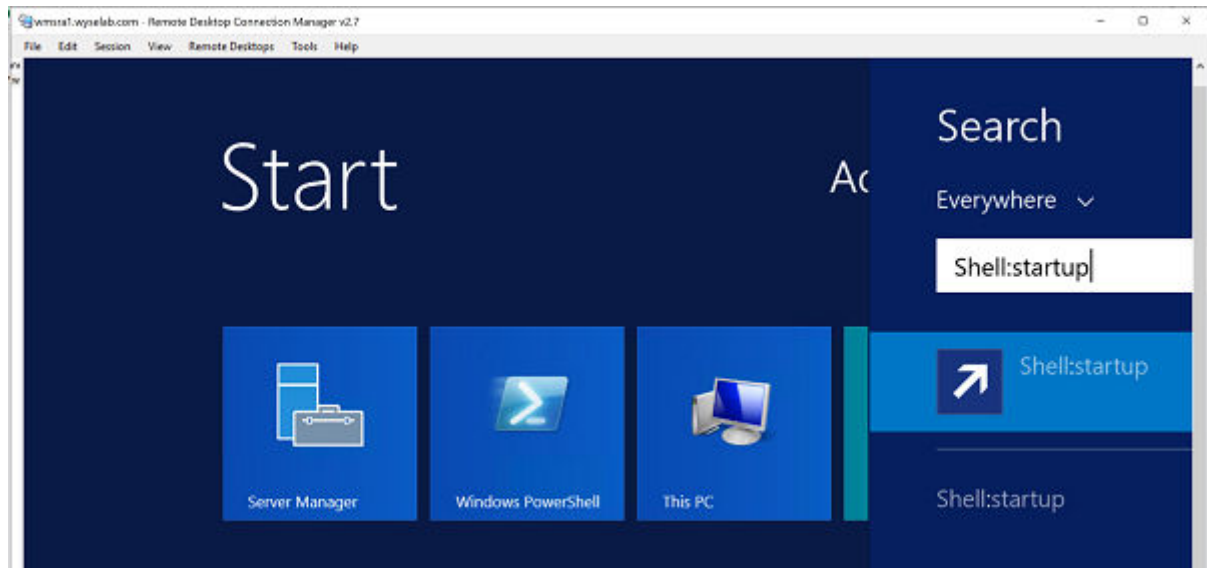 wmsra1.wyselab.com - Remote Desktop Connection Manager v2.7
File Edit Session View Remote Desktops Tools Help
Start
Ac
Search
Everywhere
Shell:startup
Shell:startup
Shell:startup
Server Manager
Windows PowerShell
This PC